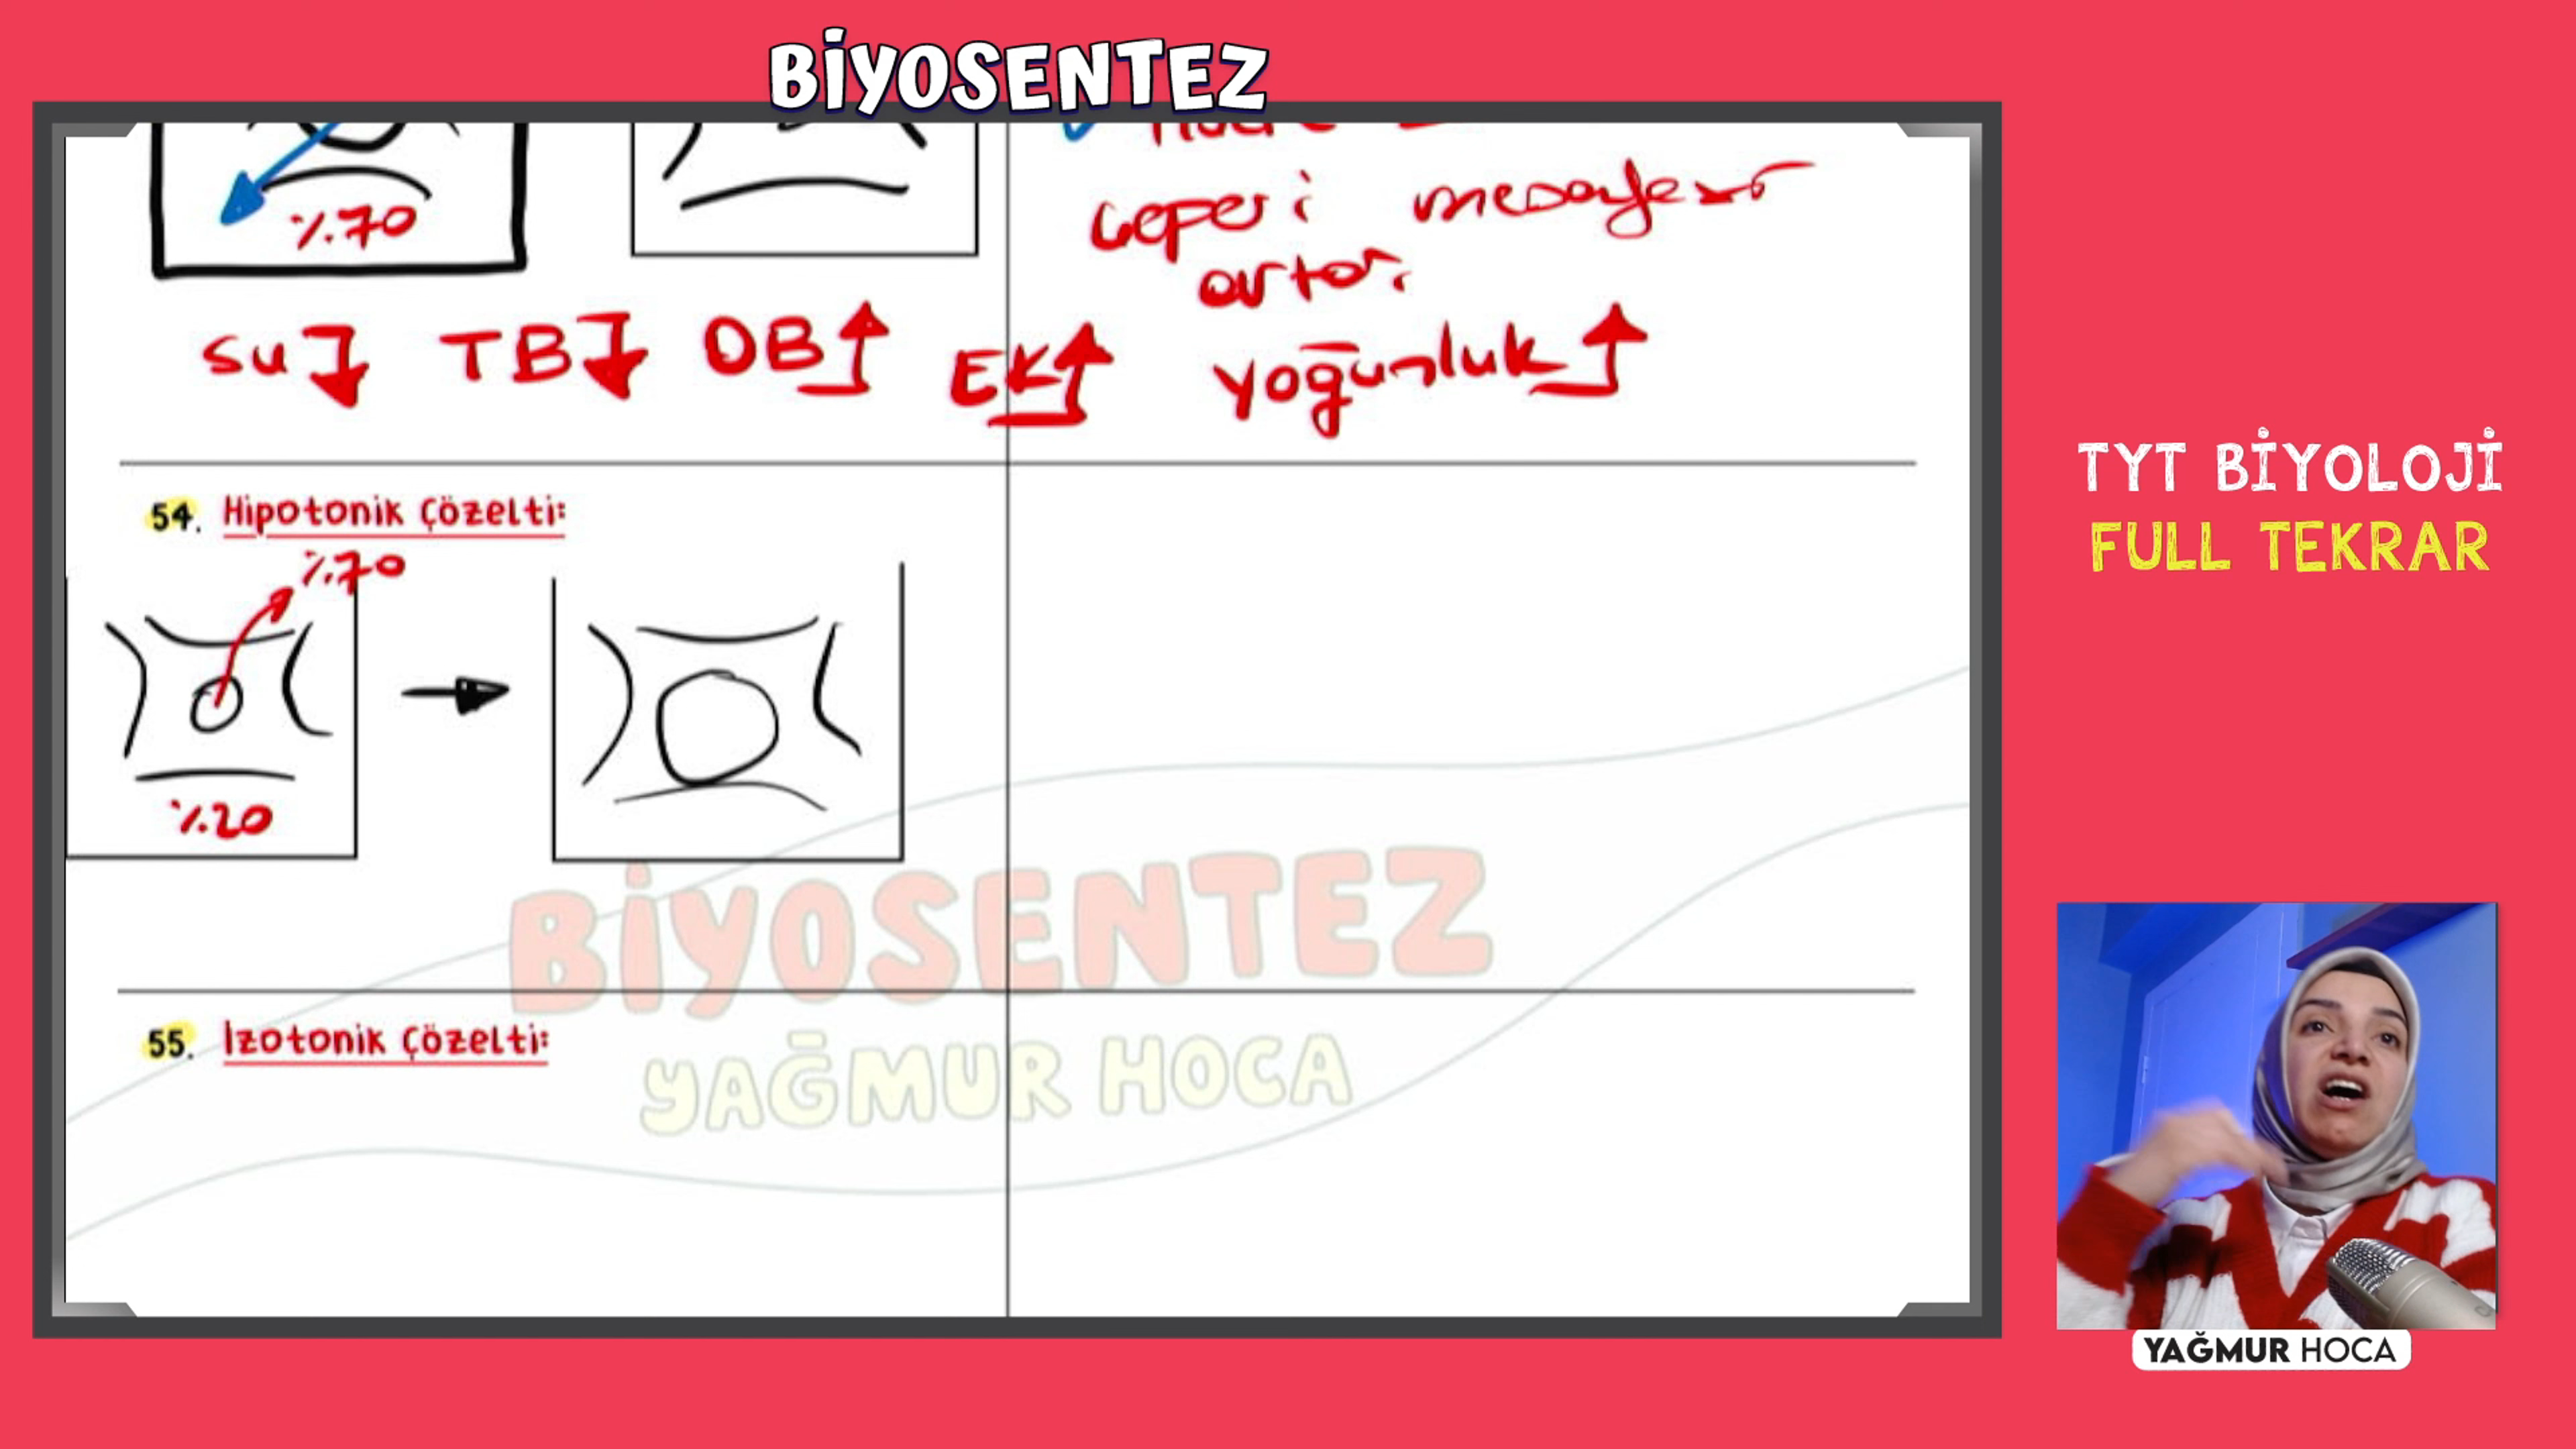 BİYOSENTEZ
%70
çeperi mesafesi
artar.
Su↓ TB↓ OB↑ EK↑ yoğunluk↑
54. Hipotonik Çözelti:
%70
%20
55. İzotonik Çözelti:
BİYOSENTEZ
YAĞMUR HOCA
TYT BİYOLOJİ
FULL TEKRAR
YAĞMUR HOCA